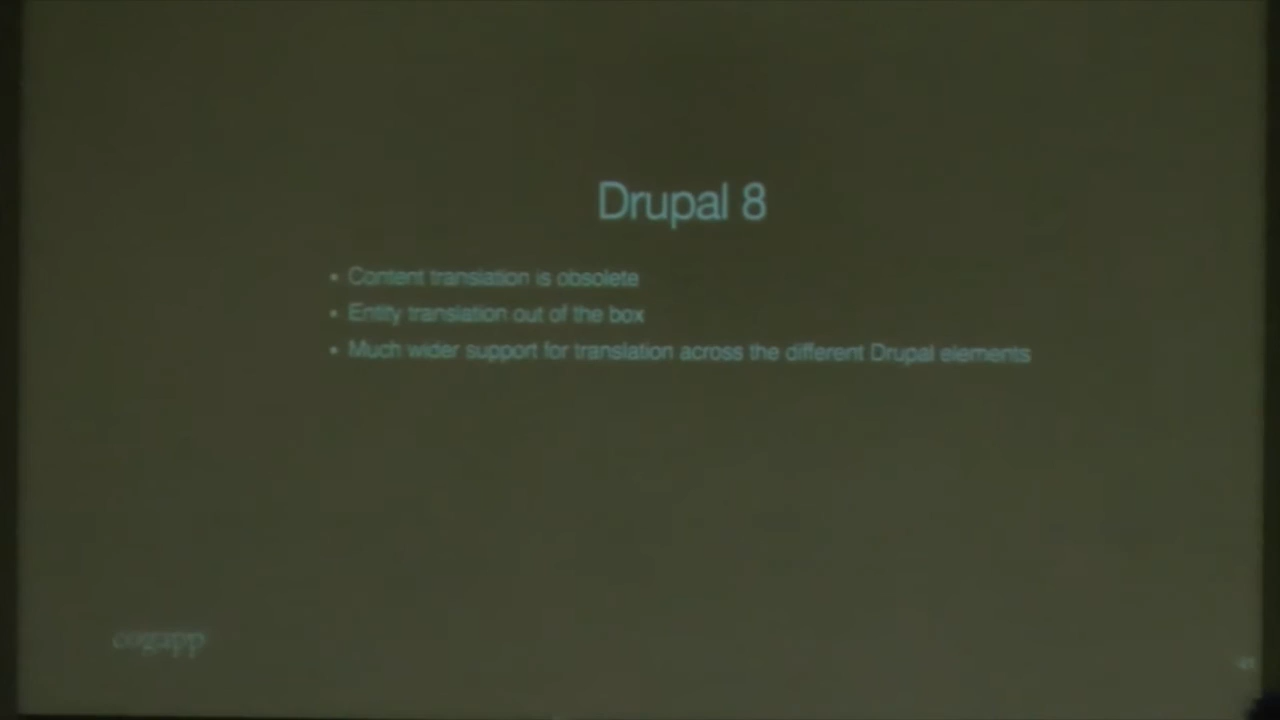 Drupal 8
• Content translation is obsolete
• Entity translation out of the box
• Much wider support for translation across the different Drupal elements
cogapp